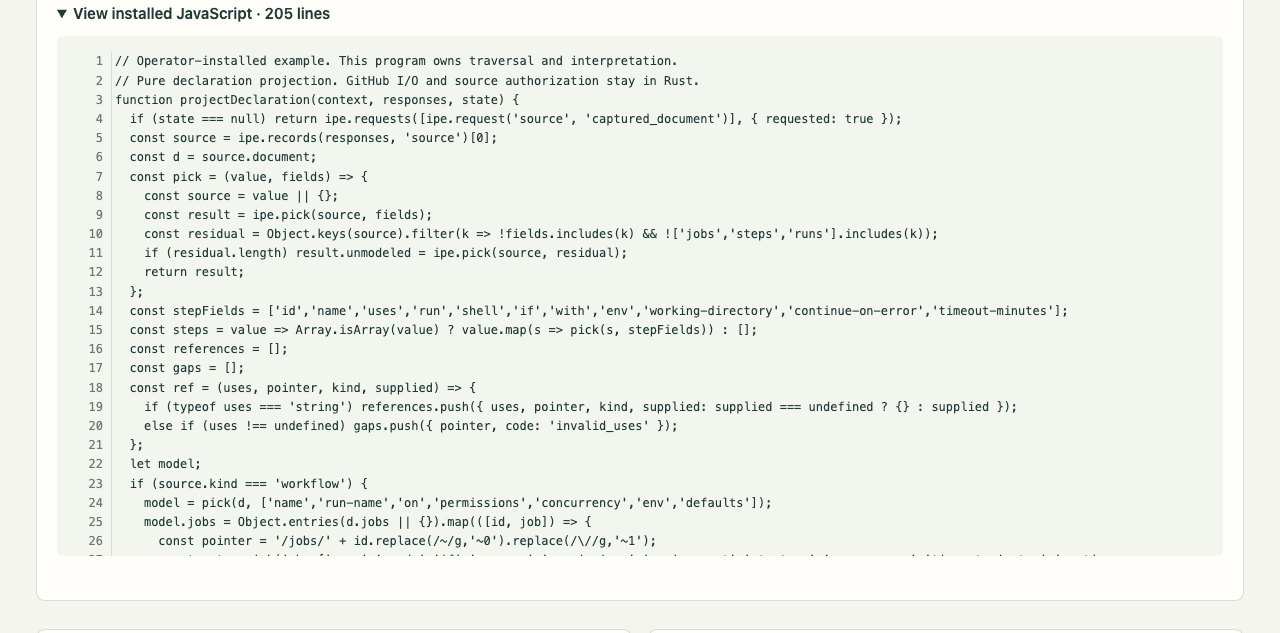 ▼ View installed JavaScript · 205 lines
1 // Operator-installed example. This program owns traversal and interpretation.
2 // Pure declaration projection. GitHub I/O and source authorization stay in Rust.
3 function projectDeclaration(context, responses, state) {
4   if (state === null) return ipe.requests([ipe.request('source', 'captured_document')], { requested: true });
5   const source = ipe.records(responses, 'source')[0];
6   const d = source.document;
7   const pick = (value, fields) => {
8     const source = value || {};
9     const result = ipe.pick(source, fields);
10     const residual = Object.keys(source).filter(k => !fields.includes(k) && !['jobs','steps','runs'].includes(k));
11     if (residual.length) result.unmodeled = ipe.pick(source, residual);
12     return result;
13   };
14   const stepFields = ['id','name','uses','run','shell','if','with','env','working-directory','continue-on-error','timeout-minutes'];
15   const steps = value => Array.isArray(value) ? value.map(s => pick(s, stepFields)) : [];
16   const references = [];
17   const gaps = [];
18   const ref = (uses, pointer, kind, supplied) => {
19     if (typeof uses === 'string') references.push({ uses, pointer, kind, supplied: supplied === undefined ? {} : supplied });
20     else if (uses !== undefined) gaps.push({ pointer, code: 'invalid_uses' });
21   };
22   let model;
23   if (source.kind === 'workflow') {
24     model = pick(d, ['name','run-name','on','permissions','concurrency','env','defaults']);
25     model.jobs = Object.entries(d.jobs || {}).map(([id, job]) => {
26       const pointer = '/jobs/' + id.replace(/~/g,'~0').replace(/\//g,'~1');